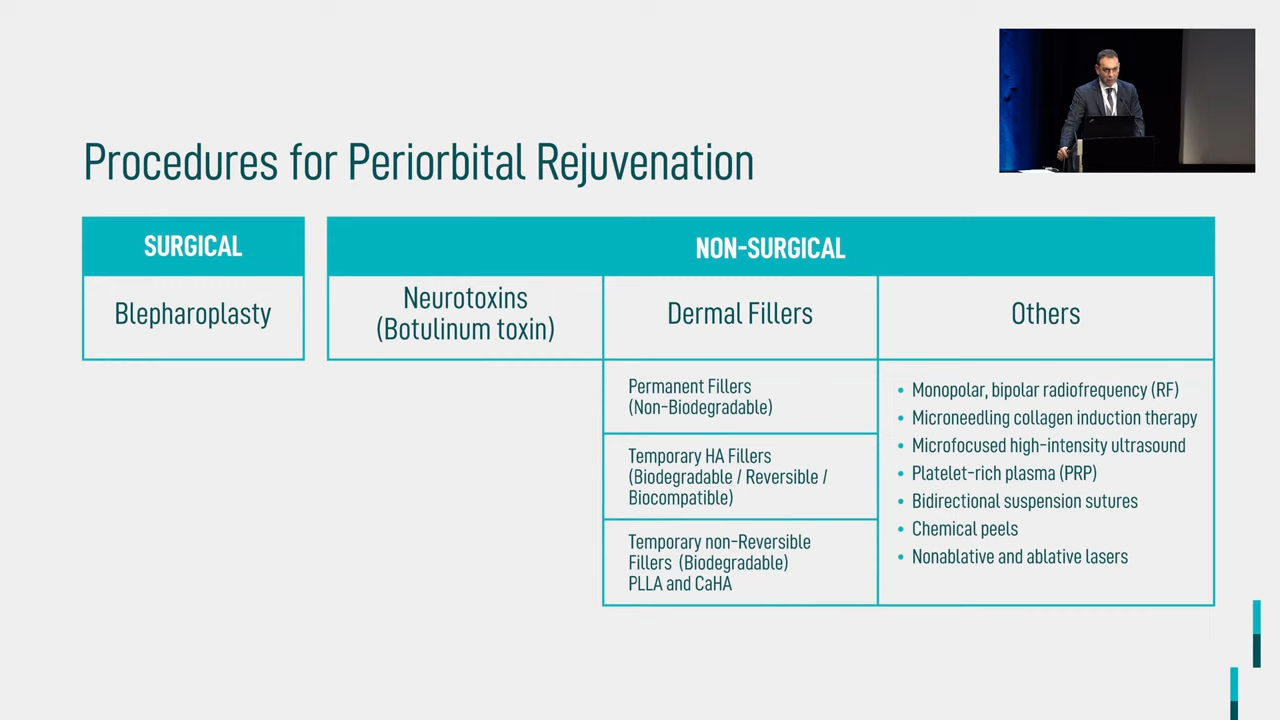 Procedures for Periorbital Rejuvenation
SURGICAL
Blepharoplasty
NON-SURGICAL
Neurotoxins
(Botulinum toxin)
Dermal Fillers
Others
Permanent Fillers
(Non-Biodegradable)
Temporary HA Fillers
(Biodegradable / Reversible /
Biocompatible)
Temporary non-Reversible
Fillers (Biodegradable)
PLLA and CaHA
• Monopolar, bipolar radiofrequency (RF)
• Microneedling collagen induction therapy
• Microfocused high-intensity ultrasound
• Platelet-rich plasma (PRP)
• Bidirectional suspension sutures
• Chemical peels
• Nonablative and ablative lasers